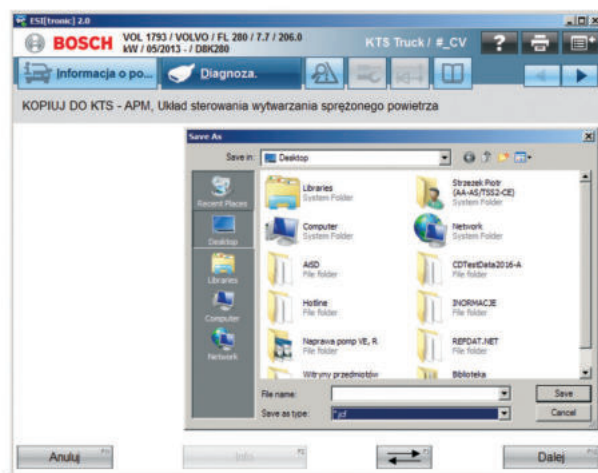 ESI[tronic] 2.0
BOSCH
VOL 1793 / VOLVO / FL 280 / 7.7 / 206.0
kW / 05/2013 - / D8K280
KTS Truck / #_CV
?
Informacja o po...
Diagnoza.
KOPIUJ DO KTS - APM, Układ sterowania wytwarzania sprężonego powietrza
Save As
Save in:
Desktop
Recent Places
Desktop
Libraries
Computer
Network
Libraries
System Folder
Strzezek Piotr
(AA-AS/TSS2-CE)
System Folder
Computer
System Folder
Network
System Folder
AiSD
File folder
CDTestData2016-A
File folder
Hotline
File folder
INORMACJE
File folder
Naprawa pomp VE, R
File folder
REFDAT.NET
File folder
Witryny przedmiotów
Biblioteka
File name:
Save
Save as type:
Cancel
Anuluj
Info
Dalej